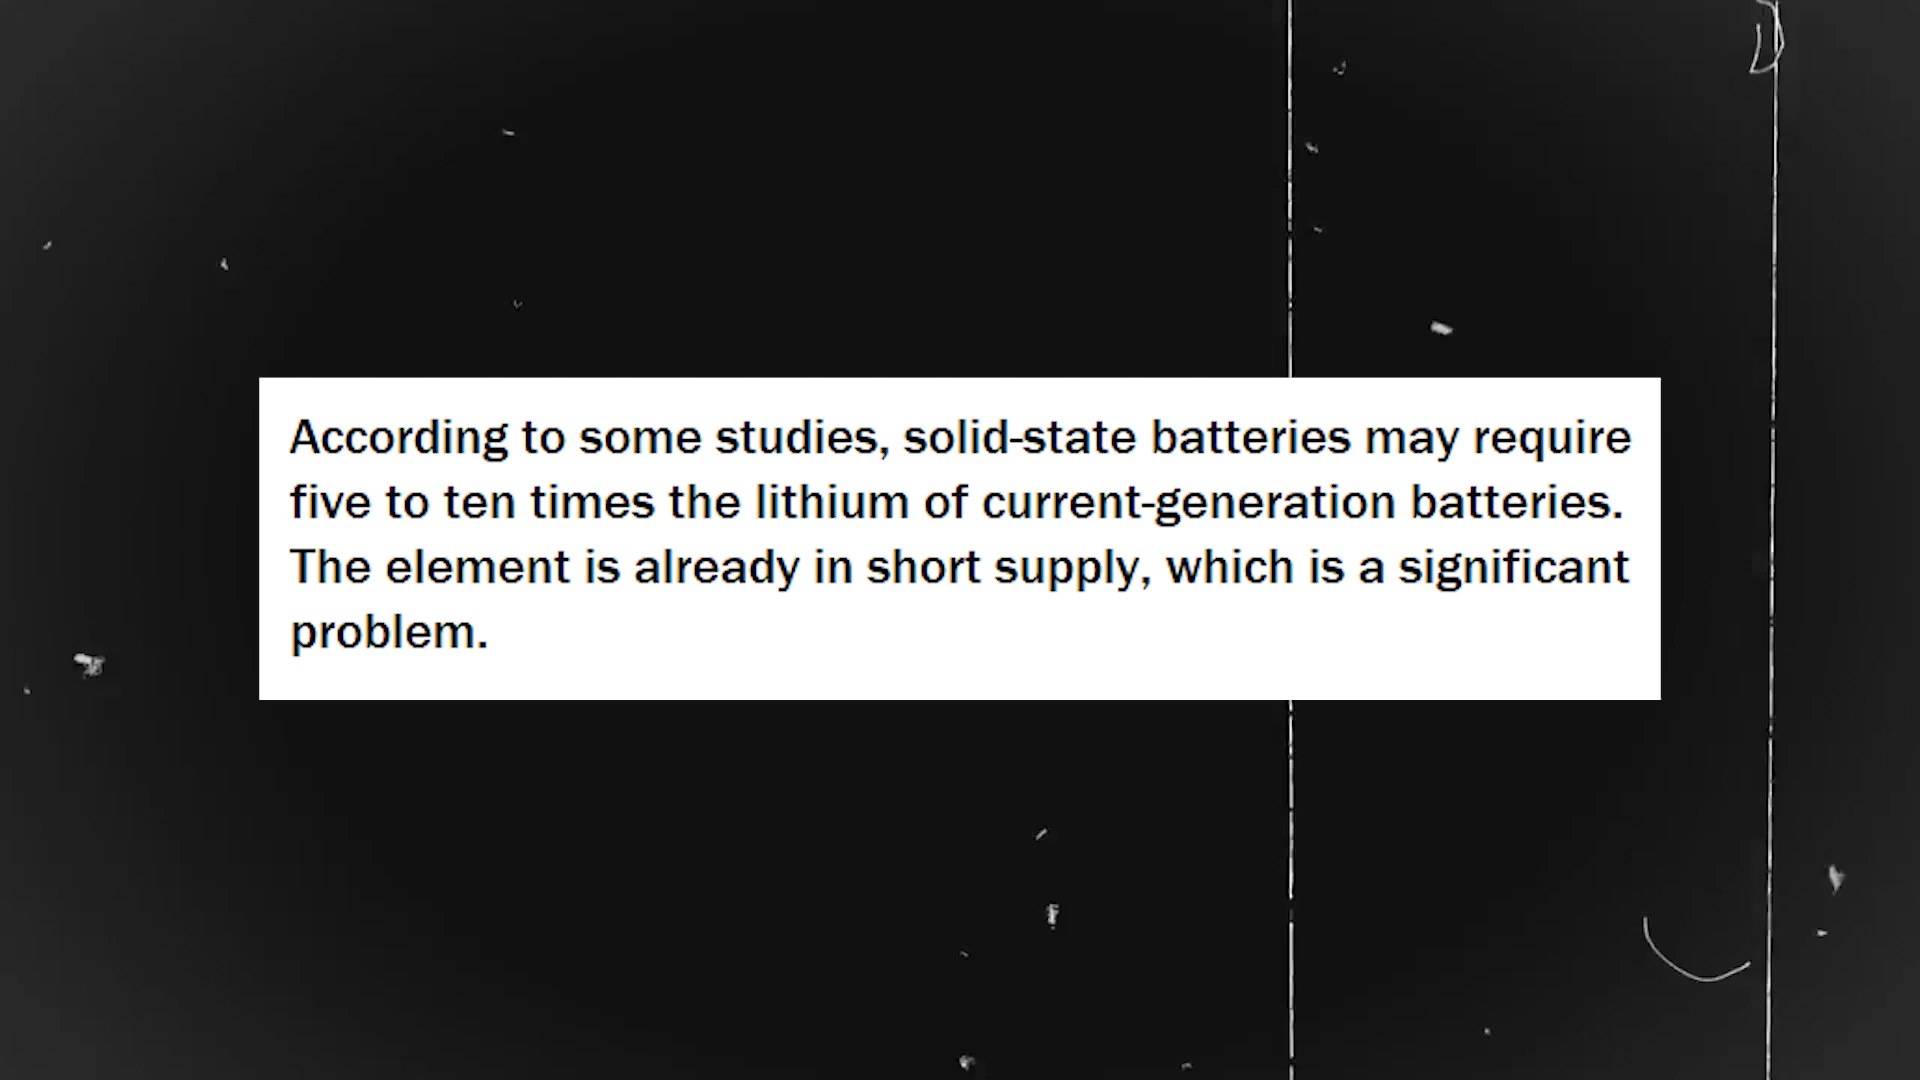 According to some studies, solid-state batteries may require
five to ten times the lithium of current-generation batteries.
The element is already in short supply, which is a significant
problem.